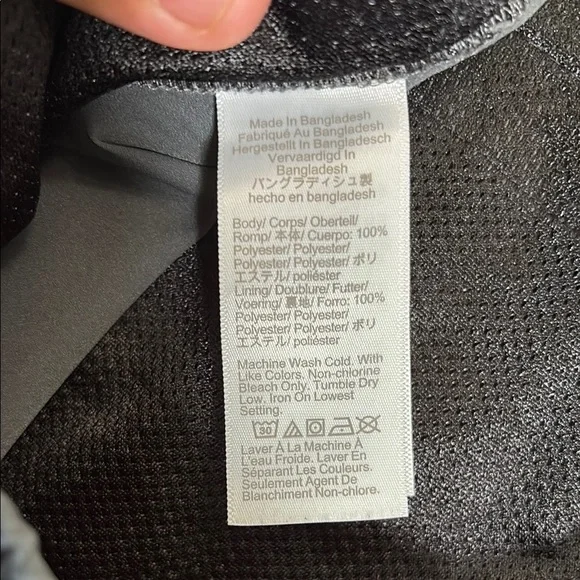 Made In Bangladesh
Fabriqué Au Bangladesh
Hergestellt In Bangladesch
Vervaardigd In
Bangladesh
バングラディシュ製
hecho en bangladesh
Body/ Corps/ Oberteil/
Romp/ 本体/ Cuerpo: 100%
Polyester/ Polyester/
Polyester/ Polyester/ ポリ
エステル/ poliéster
Lining/ Doublure/ Futter/
Voering/ 裏地/ Forro: 100%
Polyester/ Polyester/
Polyester/ Polyester/ ポリ
エステル/ poliéster
Machine Wash Cold. With
Like Colors. Non-chlorine
Bleach Only. Tumble Dry
Low. Iron On Lowest
Setting.
30
Laver À La Machine À
L'eau Froide. Laver En
Séparant Les Couleurs.
Seulement Agent De
Blanchiment Non-chlore.